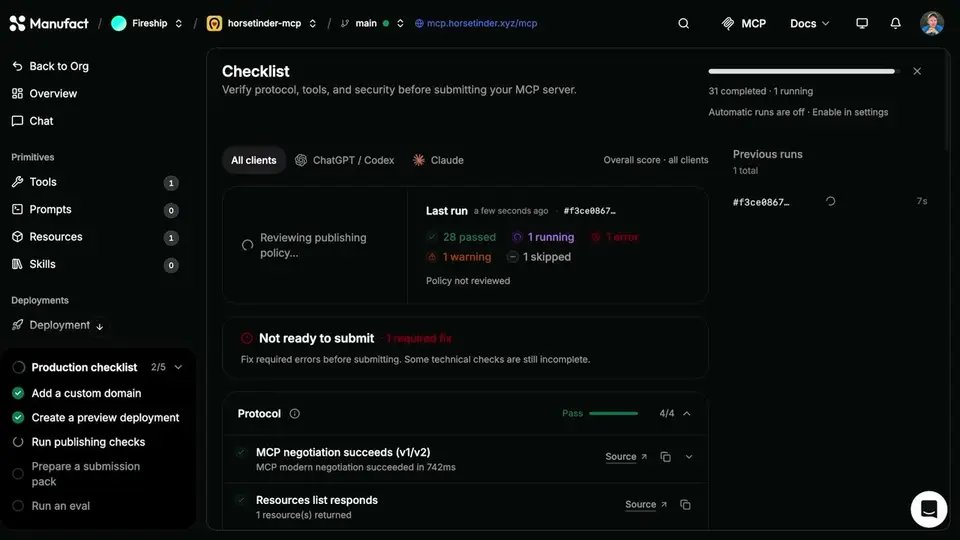 Manufact / Fireship / horsetinder-mcp / main mcp.horsetinder.xyz/mcp MCP Docs
Back to Org
Overview
Chat
Primitives
Tools 1
Prompts 0
Resources 1
Skills 0
Deployments
Deployment
Production checklist 2/5
Add a custom domain
Create a preview deployment
Run publishing checks
Prepare a submission
pack
Run an eval
Checklist
Verify protocol, tools, and security before submitting your MCP server.
31 completed · 1 running
Automatic runs are off · Enable in settings
All clients ChatGPT / Codex Claude Overall score · all clients
Reviewing publishing
policy...
Last run a few seconds ago · #f3ce0867…
28 passed 1 running 1 error
1 warning 1 skipped
Policy not reviewed
Previous runs
1 total
#f3ce0867… 7s
Not ready to submit · 1 required fix
Fix required errors before submitting. Some technical checks are still incomplete.
Protocol Pass 4/4
MCP negotiation succeeds (v1/v2) Source
MCP modern negotiation succeeded in 742ms
Resources list responds Source
1 resource(s) returned